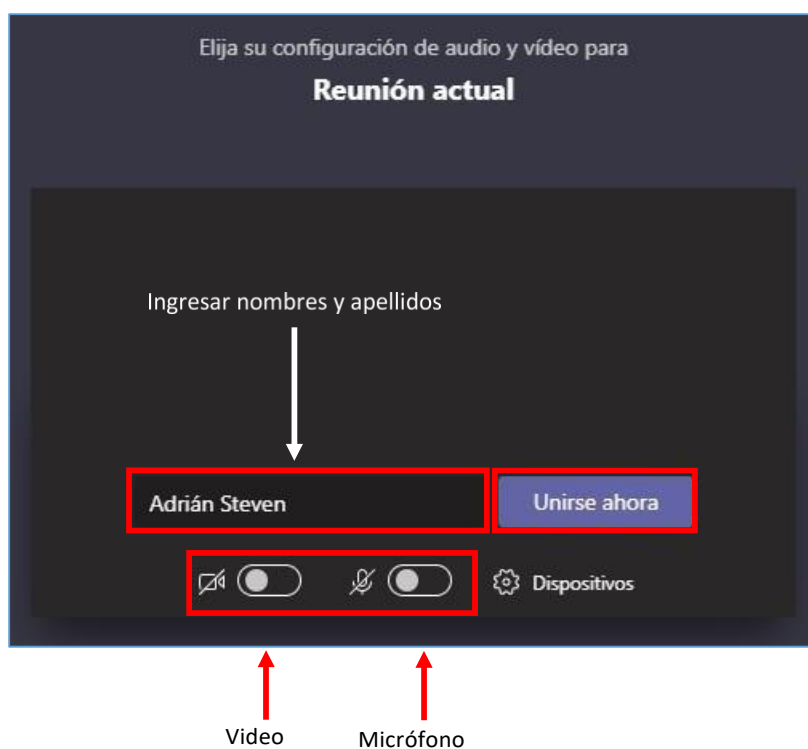 Elija su configuración de audio y vídeo para
Reunión actual
Ingresar nombres y apellidos
Adrián Steven
Unirse ahora
Dispositivos
Video
Micrófono